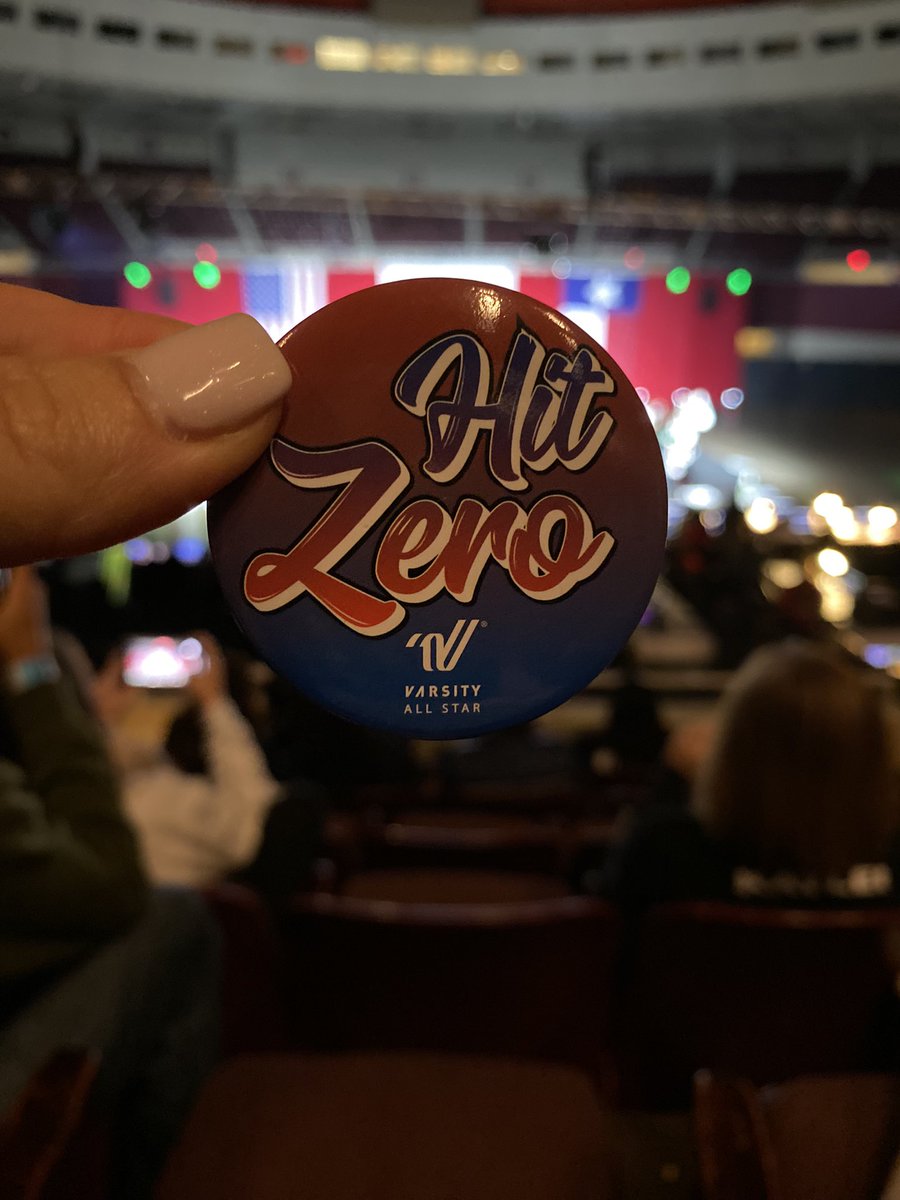 Hit
Zero
®
VARSITY
ALL STAR